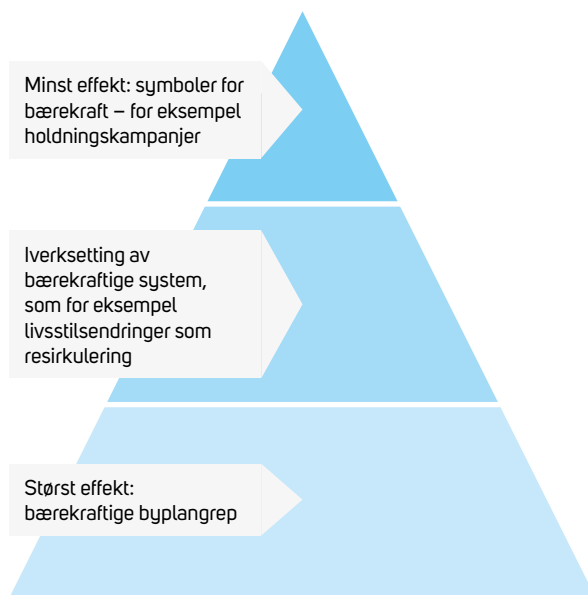 Minst effekt: symboler for
bærekraft – for eksempel
holdningskampanjer
Iverksetting av
bærekraftige system,
som for eksempel
livsstilsendringer som
resirkulering
Størst effekt:
bærekraftige byplangrep